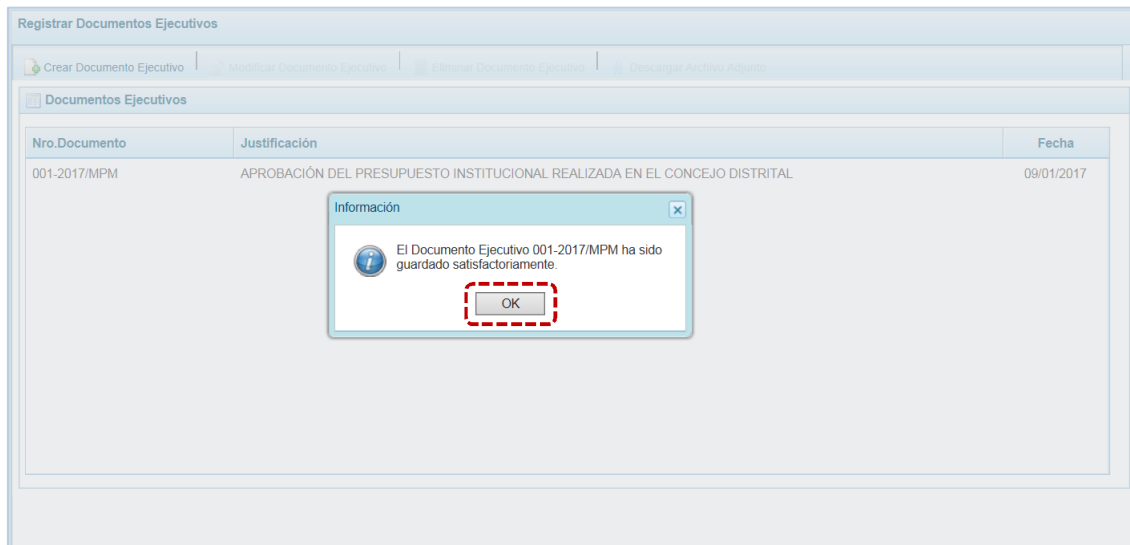 Registrar Documentos Ejecutivos
Crear Documento Ejecutivo Modificar Documento Ejecutivo Eliminar Documento Ejecutivo Descargar Archivo Adjunto
Documentos Ejecutivos
Nro.Documento Justificación Fecha
001-2017/MPM APROBACIÓN DEL PRESUPUESTO INSTITUCIONAL REALIZADA EN EL CONCEJO DISTRITAL 09/01/2017
Información
El Documento Ejecutivo 001-2017/MPM ha sido
guardado satisfactoriamente.
OK